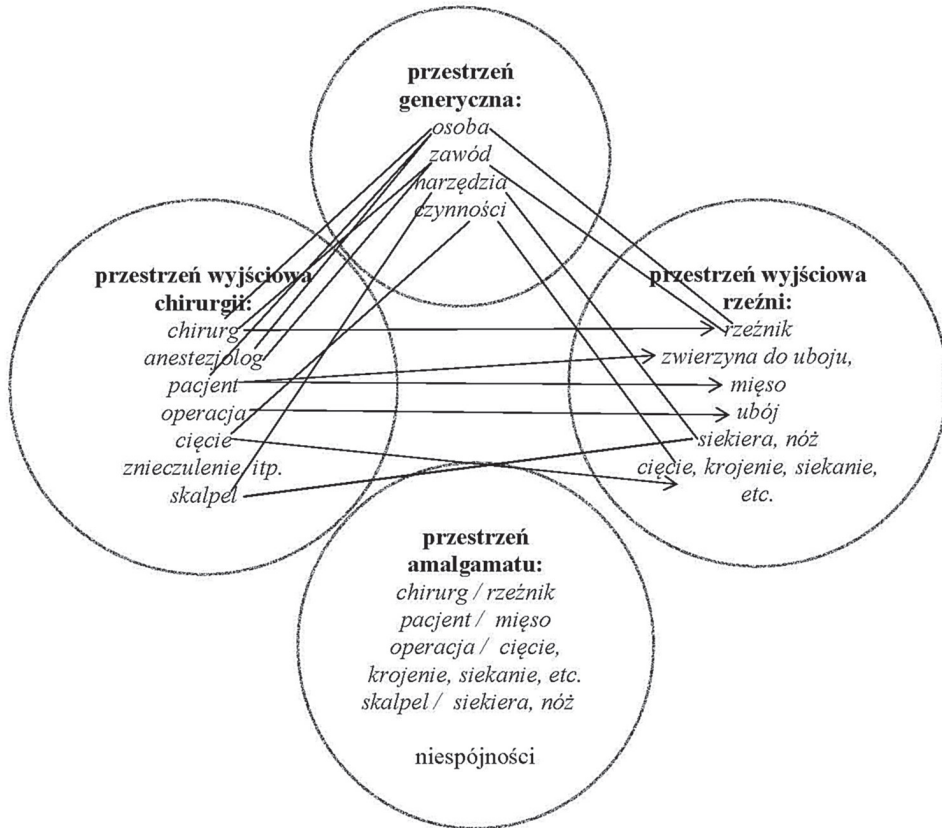 przestrzeń
generyczna:
osoba
zawód
narzędzia
czynności
przestrzeń wyjściowa
chirurgii:
chirurg
anestezjolog
pacjent
operacja
cięcie
znieczulenie, itp.
skalpel
przestrzeń wyjściowa
rzeźni:
rzeźnik
zwierzyna do uboju,
mięso
ubój
siekiera, nóż
cięcie, krojenie, siekanie,
etc.
przestrzeń
amalgamatu:
chirurg / rzeźnik
pacjent / mięso
operacja / cięcie,
krojenie, siekanie, etc.
skalpel / siekiera, nóż
niespójności